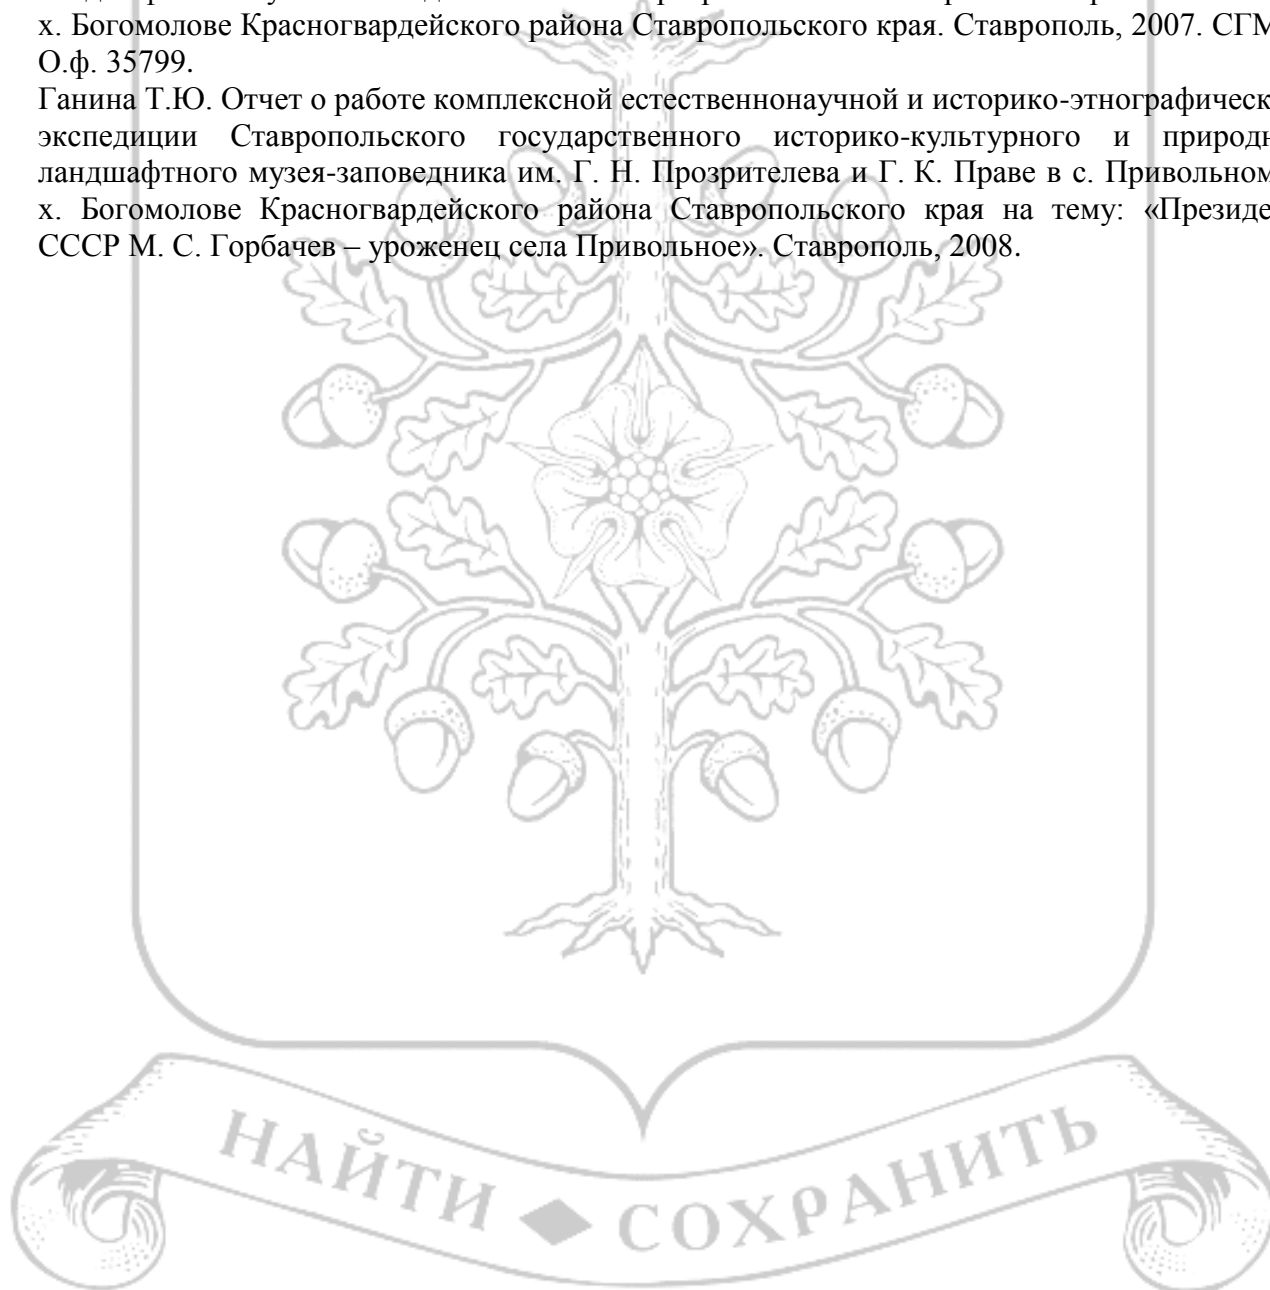 х. Богомолове Красногвардейского района Ставропольского края. Ставрополь, 2007. СГМ
О.ф. 35799.
Ганина Т.Ю. Отчет о работе комплексной естественнонаучной и историко-этнографическ
экспедиции Ставропольского государственного историко-культурного и природн
ландшафтного музея-заповедника им. Г. Н. Прозрителева и Г. К. Праве в с. Привольном
х. Богомолове Красногвардейского района Ставропольского края на тему: «Президе
СССР М. С. Горбачев – уроженец села Привольное». Ставрополь, 2008.
НАЙТИ ◆ СОХРАНИТЬ